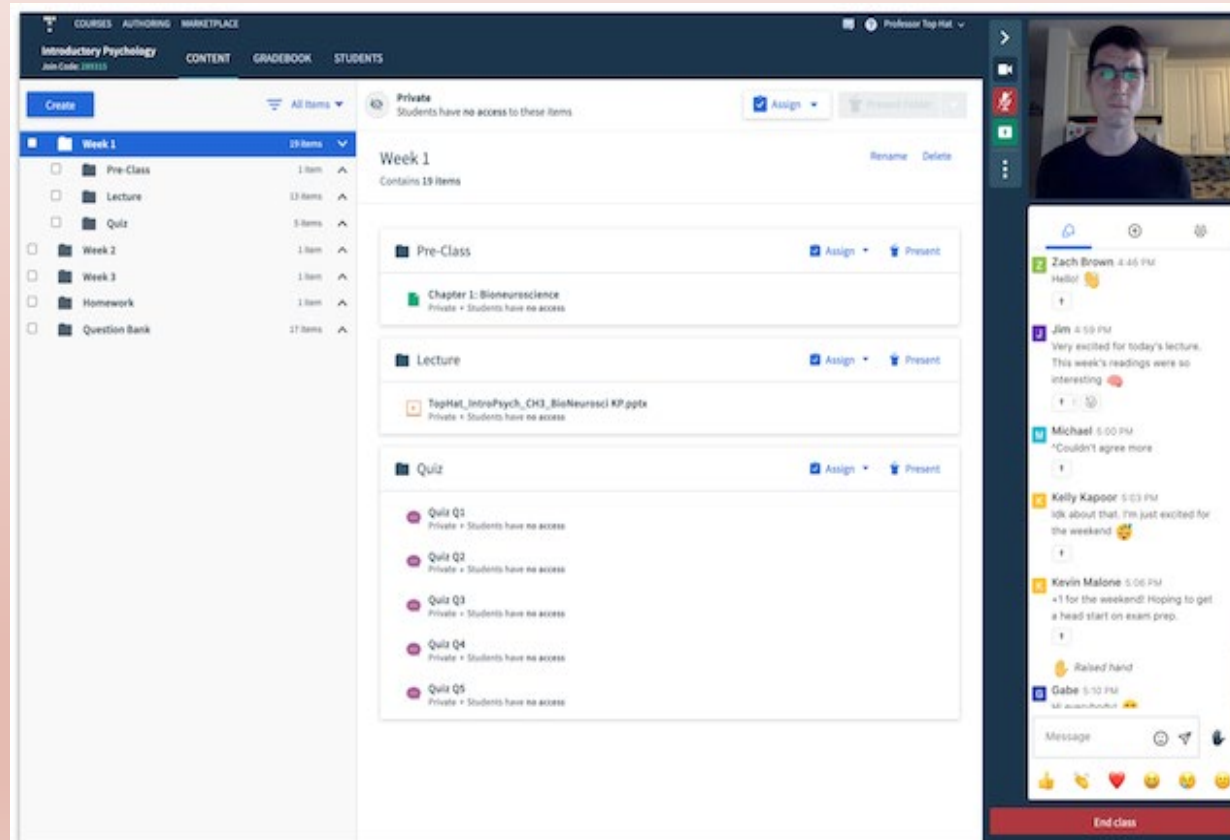 COURSES AUTHORING MARKETPLACE
Professor Top Hat
Introductory Psychology
Join Code: 289315
CONTENT GRADEBOOK STUDENTS
Create
All Items
Week 1 19 items
Pre-Class 1 item
Lecture 13 items
Quiz 5 items
Week 2 1 item
Week 3 1 item
Homework 1 item
Question Bank 17 items
Private
Students have no access to these items
Assign
Present Folder
Week 1
Contains 19 items
Rename Delete
Pre-Class
Assign Present
Chapter 1: Bioneuroscience
Private • Students have no access
Lecture
Assign Present
TopHat_IntroPsych_CH3_BioNeurosci KP.pptx
Private • Students have no access
Quiz
Assign Present
Quiz Q1
Private • Students have no access
Quiz Q2
Private • Students have no access
Quiz Q3
Private • Students have no access
Quiz Q4
Private • Students have no access
Quiz Q5
Private • Students have no access
Z Zach Brown 4:46 PM
Hello! 👋
J Jim 4:59 PM
Very excited for today's lecture.
This week's readings were so
interesting 🧠
M Michael 5:00 PM
^Couldn't agree more
K Kelly Kapoor 5:03 PM
Idk about that. I'm just excited for
the weekend 😴
K Kevin Malone 5:06 PM
+1 for the weekend! Hoping to get
a head start on exam prep.
Raised hand
G Gabe 5:10 PM
Hi everybody!
Message
End class